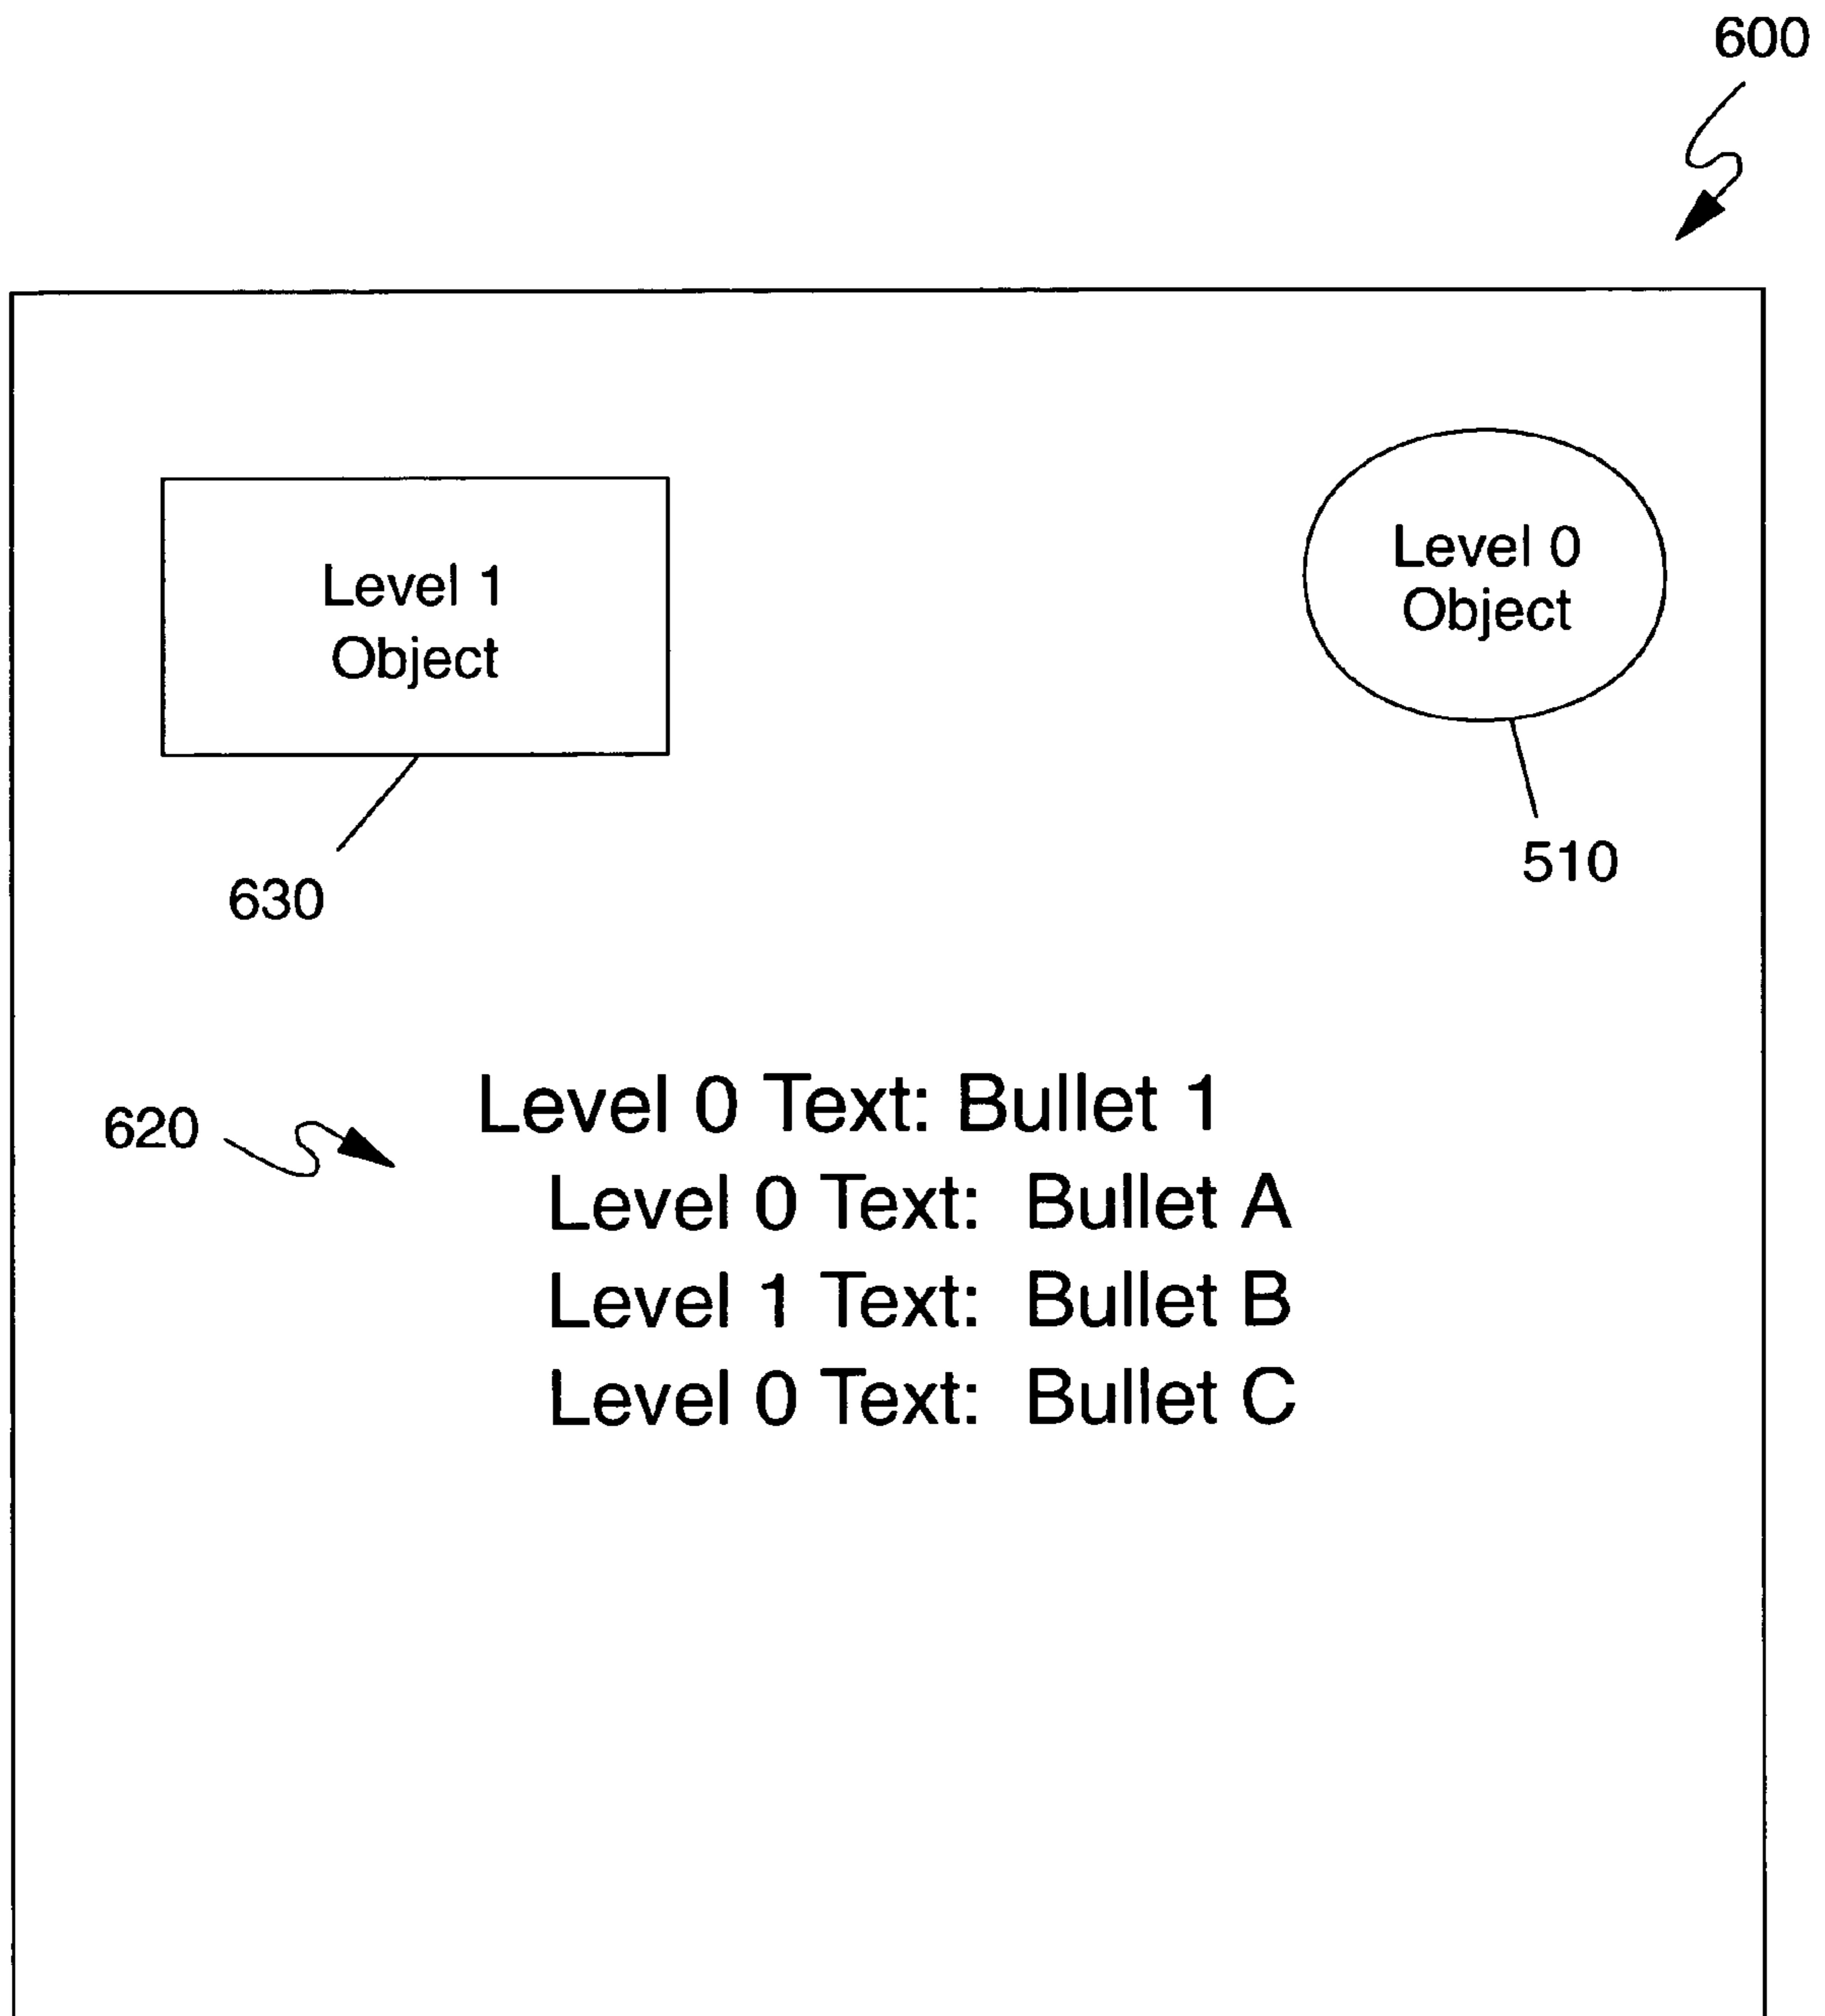 600
Level 1
Object
Level 0
Object
630
510
620
Level 0 Text: Bullet 1
Level 0 Text: Bullet A
Level 1 Text: Bullet B
Level 0 Text: Bullet C